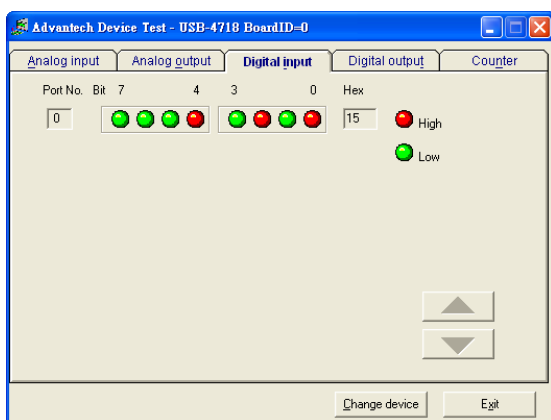 Advantech Device Test - USB-4718 BoardID=0
Analog input Analog output Digital input Digital output Counter
Port No. Bit 7 4 3 0 Hex
0 15 High
Low
Change device Exit